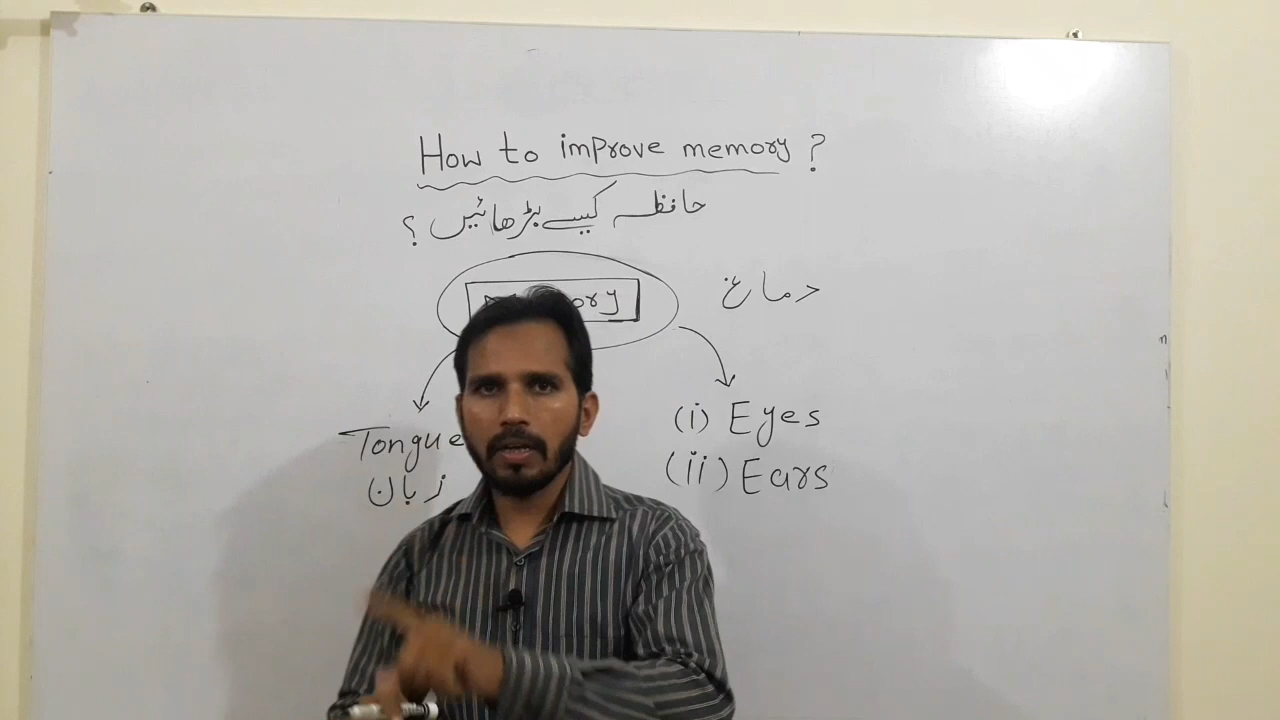 How to improve memory ?
حافظہ کیسے بڑھائیں ؟
دماغ
Tongue
زبان
(i) Eyes
(ii) Ears